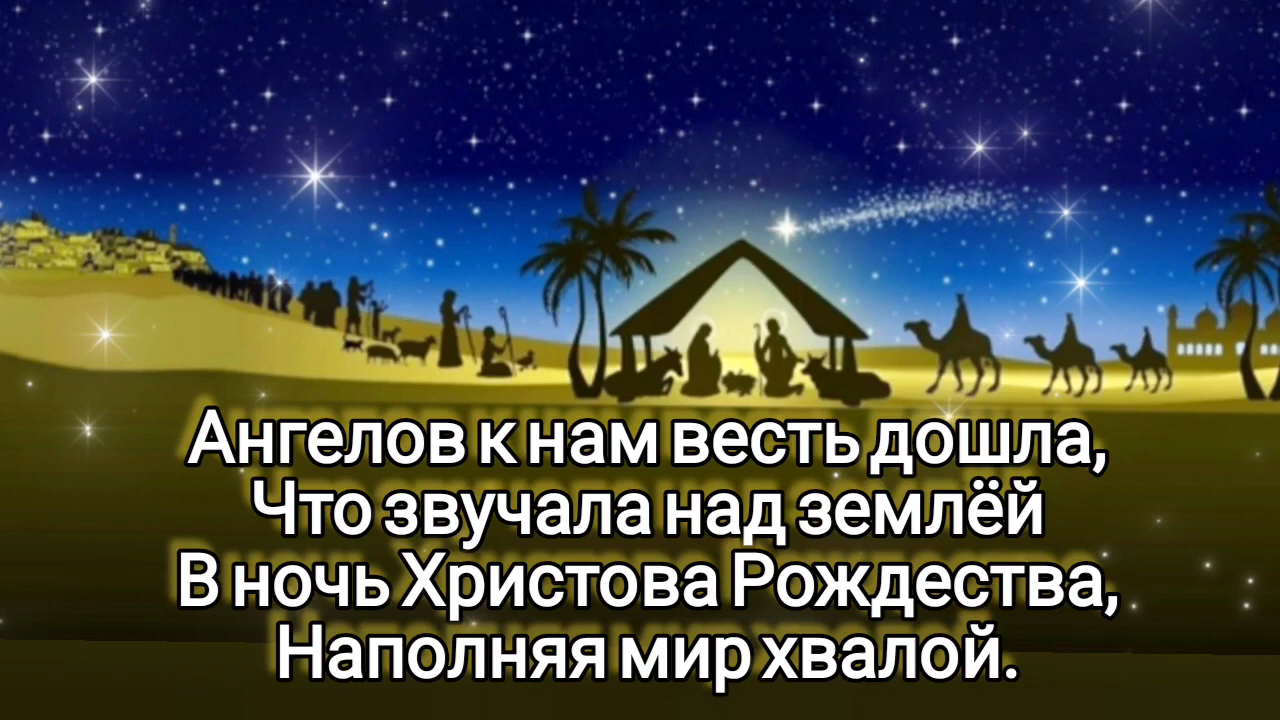 Ангелов к нам весть дошла,
Что звучала над землёй
В ночь Христова Рождества,
Наполняя мир хвалой.